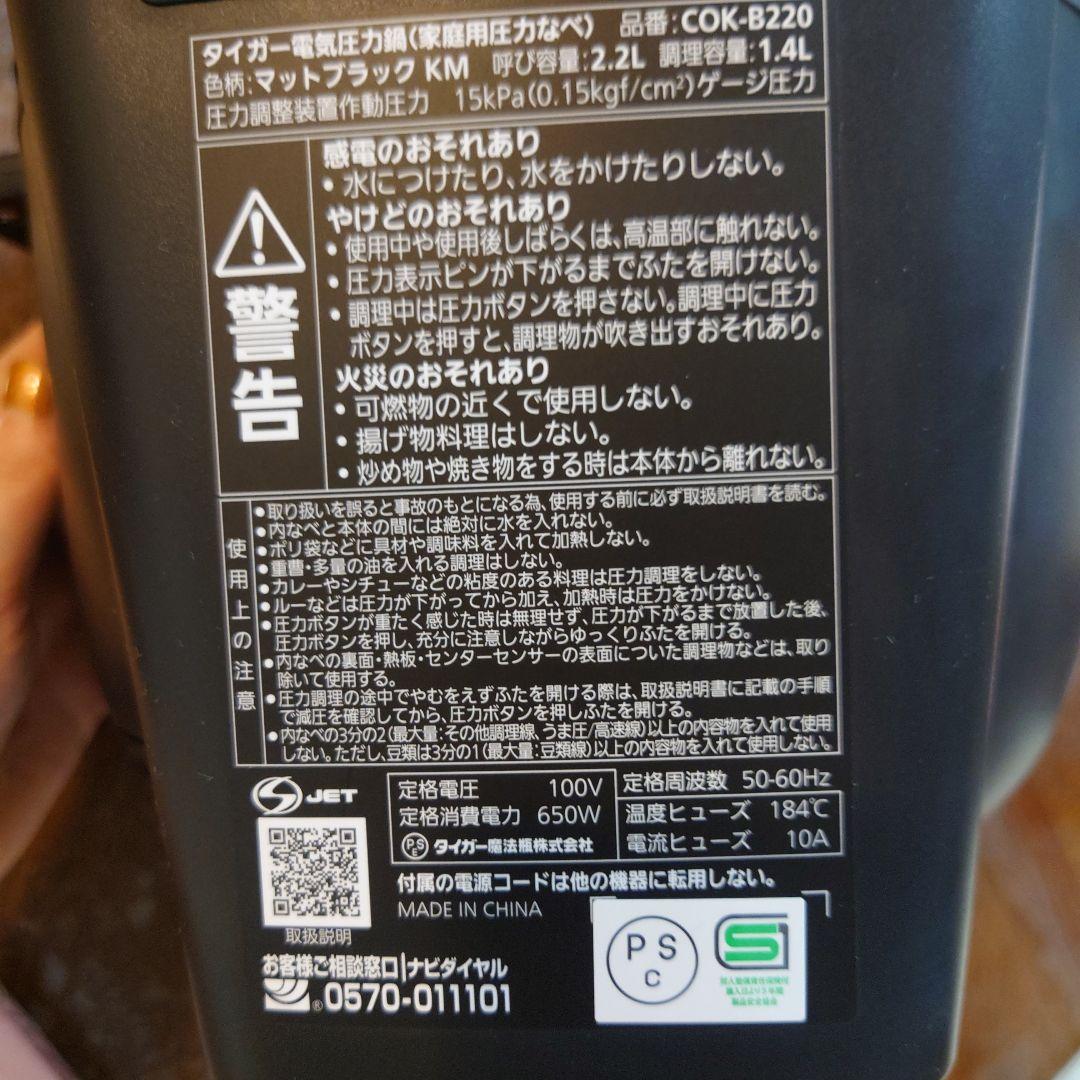 タイガー電気圧力鍋(家庭用圧力なべ) 品番:COK-B220
色柄:マットブラック KM 呼び容量:2.2L 調理容量:1.4L
圧力調整装置作動圧力 15kPa(0.15kgf/cm²)ゲージ圧力
警告
感電のおそれあり
・水につけたり、水をかけたりしない。
やけどのおそれあり
・使用中や使用後しばらくは、高温部に触れない。
・圧力表示ピンが下がるまでふたを開けない。
・調理中は圧力ボタンを押さない。調理中に圧力
ボタンを押すと、調理物が吹き出すおそれあり。
火災のおそれあり
・可燃物の近くで使用しない。
・揚げ物料理はしない。
・炒め物や焼き物をする時は本体から離れない。
使用上の注意
●取り扱いを誤ると事故のもとになる為、使用する前に必ず取扱説明書を読む。
●内なべと本体の間には絶対に水を入れない。
●ポリ袋などに具材や調味料を入れて加熱しない。
●重曹・多量の油を入れる調理はしない。
●カレーやシチューなどの粘度のある料理は圧力調理をしない。
●ルーなどは圧力が下がってから加え、加熱時は圧力をかけない。
●圧力ボタンが重たく感じた時は無理せず、圧力が下がるまで放置した後、
圧力ボタンを押し、充分に注意しながらゆっくりふたを開ける。
●内なべの裏面・熱板・センターセンサーの表面についた調理物などは、取り
除いて使用する。
●圧力調理の途中でやむをえずふたを開ける際は、取扱説明書に記載の手順
で減圧を確認してから、圧力ボタンを押しふたを開ける。
●内なべの3分の2(最大量:その他調理線、うま圧/高速線)以上の内容物を入れて使用
しない。ただし、豆類は3分の1(最大量:豆類線)以上の内容物を入れて使用しない。
JET
取扱説明
定格電圧 100V 定格周波数 50-60Hz
定格消費電力 650W 温度ヒューズ 184℃
PSE タイガー魔法瓶株式会社 電流ヒューズ 10A
付属の電源コードは他の機器に転用しない。
MADE IN CHINA
お客様ご相談窓口|ナビダイヤル
® 0570-011101
PS
C
S
購入日より5年間
製品安全協会